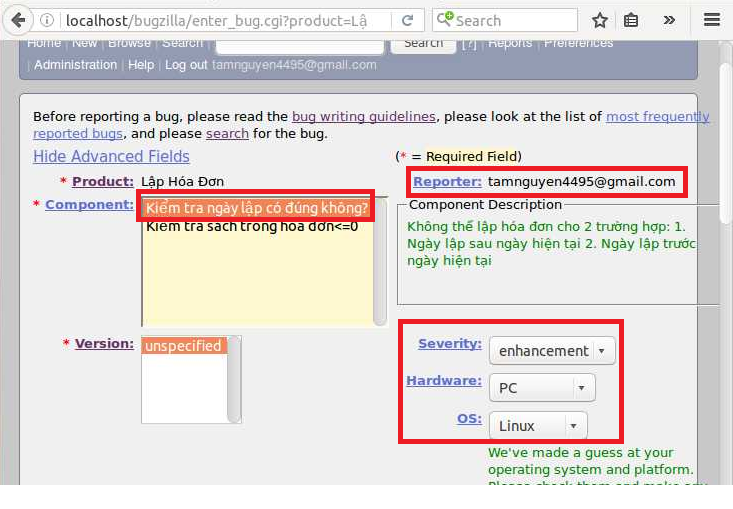 localhost/bugzilla/enter_bug.cgi?product=Lậ
Search
Home | New | Browse | Search | Search [?] | Reports | Preferences
| Administration | Help | Log out tamnguyen4495@gmail.com
Before reporting a bug, please read the bug writing guidelines, please look at the list of most frequently
reported bugs, and please search for the bug.
Hide Advanced Fields
(* = Required Field)
* Product: Lập Hóa Đơn
Reporter: tamnguyen4495@gmail.com
* Component: Kiểm tra ngày lập có đúng không?
Kiểm tra sách trong hóa đơn<=0
Component Description
Không thể lập hóa đơn cho 2 trường hợp: 1.
Ngày lập sau ngày hiện tại 2. Ngày lập trước
ngày hiện tại
* Version: unspecified
Severity: enhancement
Hardware: PC
OS: Linux
We've made a guess at your
operating system and platform.
Please check them and make any